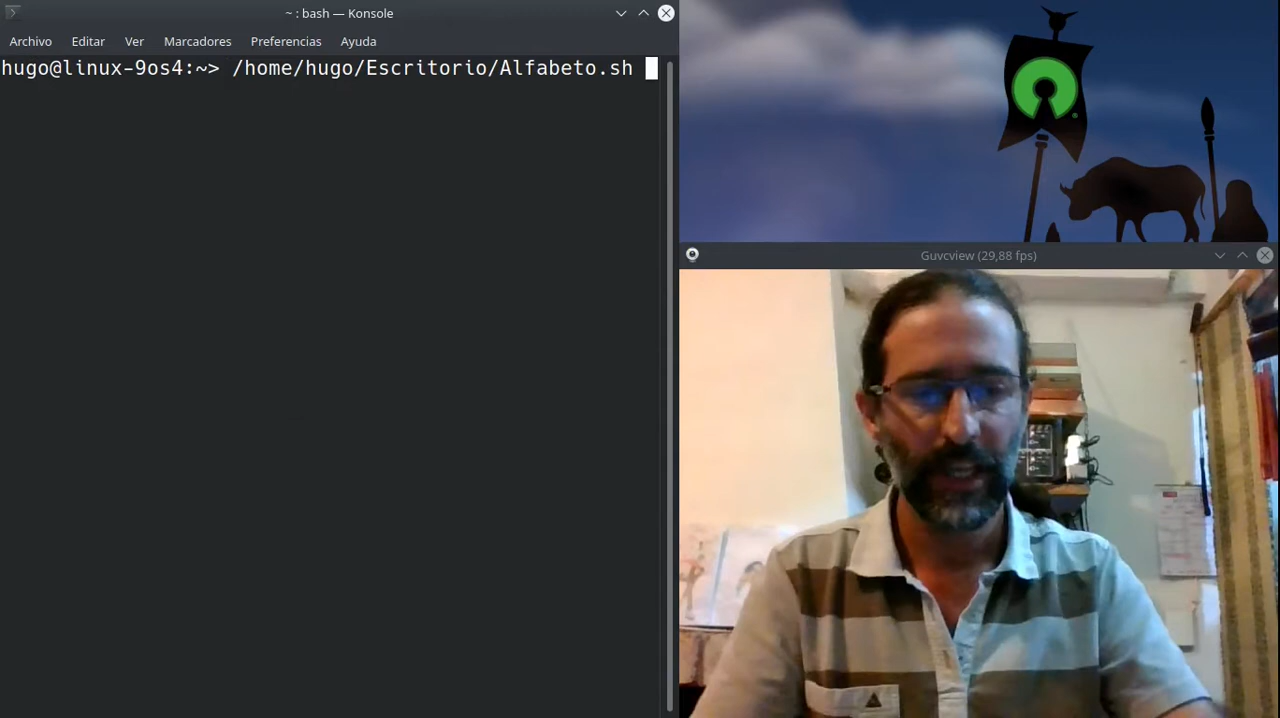 ~ : bash — Konsole
Archivo Editar Ver Marcadores Preferencias Ayuda
hugo@linux-9os4:~> /home/hugo/Escritorio/Alfabeto.sh
Guvcview (29,88 fps)